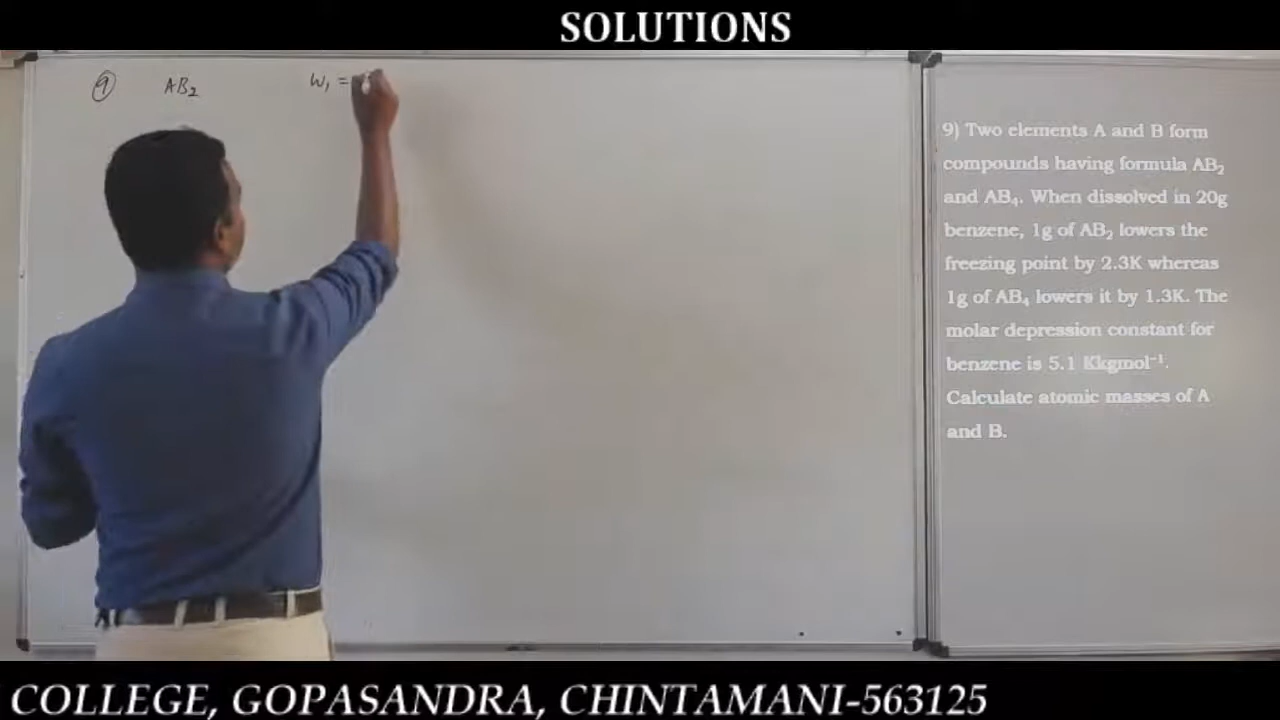 SOLUTIONS
9 AB₂ W₁ =
9) Two elements A and B form
compounds having formula AB₂
and AB₄. When dissolved in 20g
benzene, 1g of AB₂ lowers the
freezing point by 2.3K whereas
1g of AB₄ lowers it by 1.3K. The
molar depression constant for
benzene is 5.1 Kkgmol⁻¹.
Calculate atomic masses of A
and B.
COLLEGE, GOPASANDRA, CHINTAMANI-563125